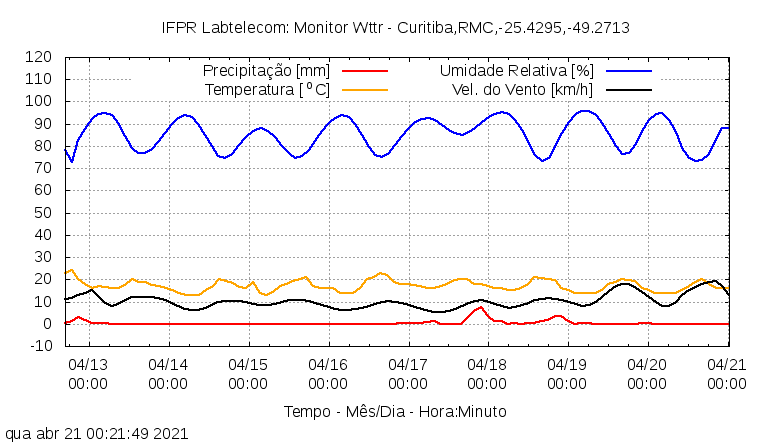 IFPR Labtelecom: Monitor Wttr - Curitiba,RMC,-25.4295,-49.2713
Precipitação [mm]
Temperatura [ ⁰C]
Umidade Relativa [%]
Vel. do Vento [km/h]
120
110
100
90
80
70
60
50
40
30
20
10
0
-10
04/13 04/14 04/15 04/16 04/17 04/18 04/19 04/20 04/21
00:00 00:00 00:00 00:00 00:00 00:00 00:00 00:00 00:00
Tempo - Mês/Dia - Hora:Minuto
qua abr 21 00:21:49 2021